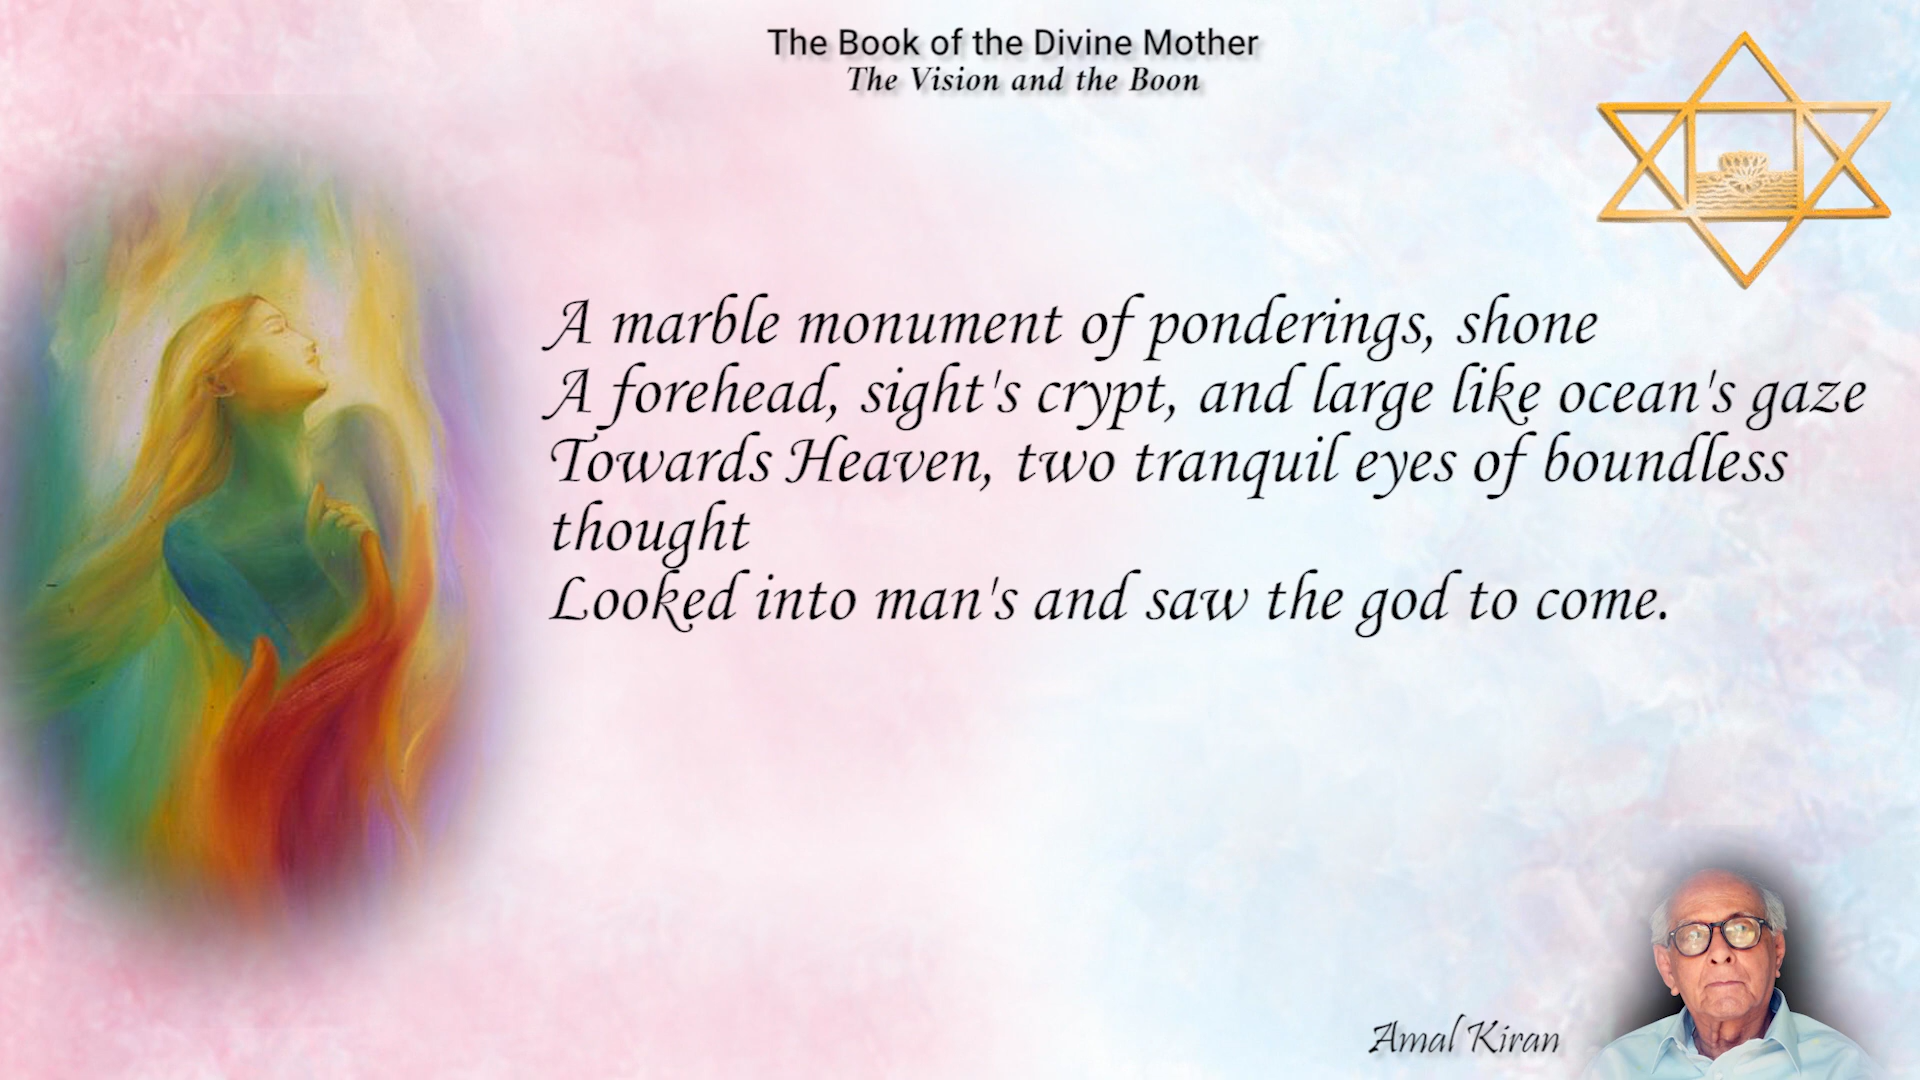 The Book of the Divine Mother
The Vision and the Boon
A marble monument of ponderings, shone
A forehead, sight's crypt, and large like ocean's gaze
Towards Heaven, two tranquil eyes of boundless
thought
Looked into man's and saw the god to come.
Amal Kiran